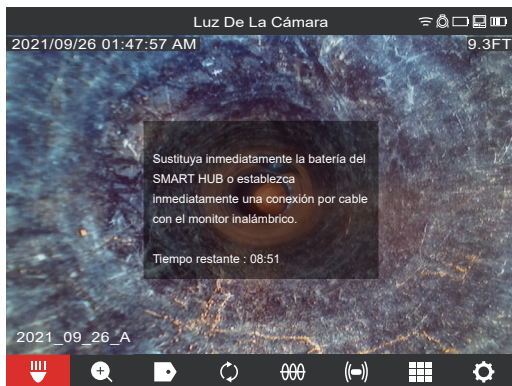 Luz De La Cámara
2021/09/26 01:47:57 AM
9.3FT
Sustituya inmediatamente la batería del
SMART HUB o establezca
inmediatamente una conexión por cable
con el monitor inalámbrico.
Tiempo restante : 08:51
2021_09_26_A